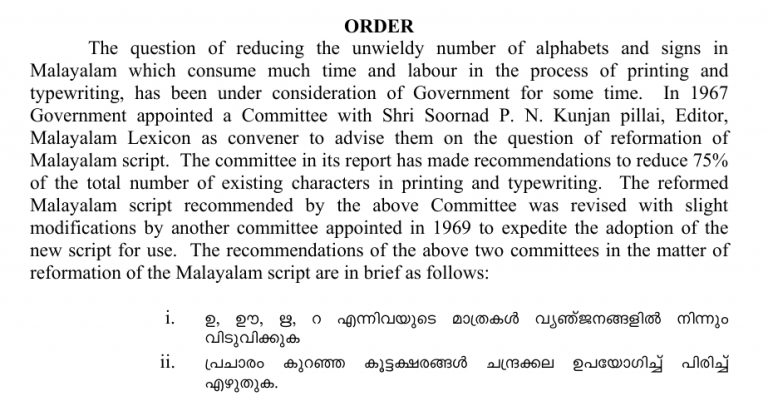 ORDER
The question of reducing the unwieldy number of alphabets and signs in
Malayalam which consume much time and labour in the process of printing and
typewriting, has been under consideration of Government for some time. In 1967
Government appointed a Committee with Shri Soornad P. N. Kunjan pillai, Editor,
Malayalam Lexicon as convener to advise them on the question of reformation of
Malayalam script. The committee in its report has made recommendations to reduce 75%
of the total number of existing characters in printing and typewriting. The reformed
Malayalam script recommended by the above Committee was revised with slight
modifications by another committee appointed in 1969 to expedite the adoption of the
new script for use. The recommendations of the above two committees in the matter of
reformation of the Malayalam script are in brief as follows:
i. ഉ, ഊ, ഋ, റ എന്നിവയുടെ മാത്രകൾ വ്യഞ്ജനങ്ങളിൽ നിന്നും
വിടുവിക്കുക
ii. പ്രചാരം കുറഞ്ഞ കൂട്ടക്ഷരങ്ങൾ ചന്ദ്രക്കല ഉപയോഗിച്ച് പിരിച്ച്
എഴുതുക.